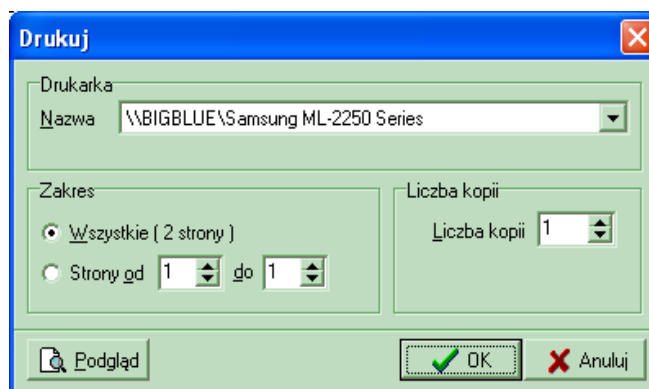 Drukuj
Drukarka
Nazwa \\BIGBLUE\Samsung ML-2250 Series
Zakres
Wszystkie ( 2 strony )
Strony od 1 do 1
Liczba kopii
Liczba kopii 1
Podgląd
OK
Anuluj